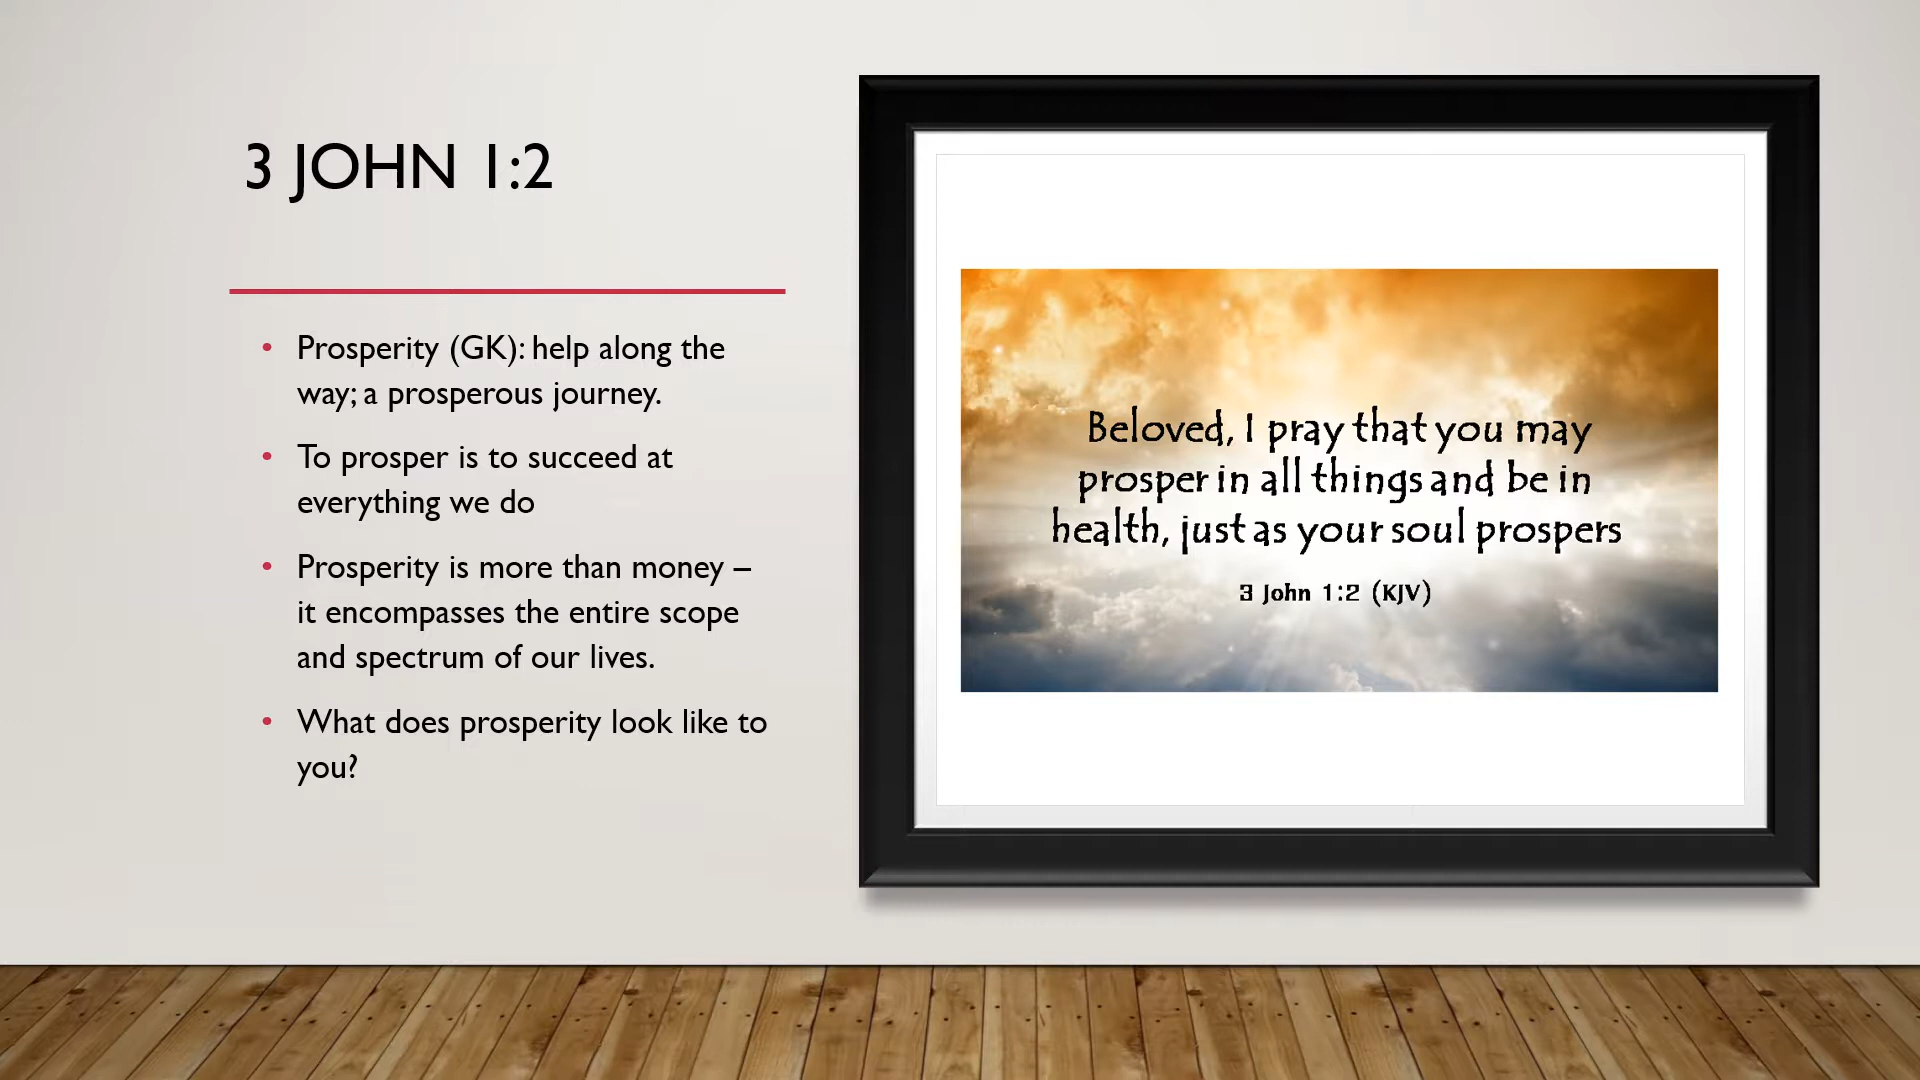 3 JOHN 1:2
• Prosperity (GK): help along the
way; a prosperous journey.
• To prosper is to succeed at
everything we do
• Prosperity is more than money –
it encompasses the entire scope
and spectrum of our lives.
• What does prosperity look like to
you?
Beloved, I pray that you may
prosper in all things and be in
health, just as your soul prospers
3 John 1:2 (KJV)